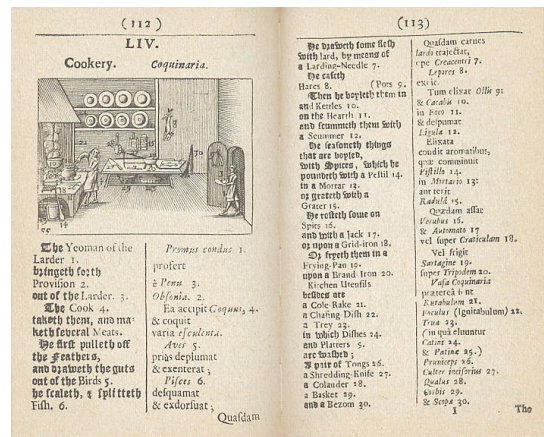 (112)
LIV.
Cookery. Coquinaria.
The Yeoman of the
Larder 1.
bringeth forth
Provision 2.
out of the Larder. 3.
The Cook 4.
taketh them, and ma-
keth several Meats.
He first pulleth off
the Feathers,
and draweth the guts
out of the Birds 5.
he scaleth, & splitteth
Fish. 6.
Promus condus 1.
profert
è Penu 3.
Obsonia. 2.
Ea accipit Coquus, 4.
& coquit
varia esculenta.
Aves 5.
priùs deplumat
& exenterat;
Pisces 6.
desquamat
& exdorsuat;
Quasdam
(113)
He draweth some flesh
with lard, by means of
a Larding-Needle 7.
He caseth
Hares 8. (Pots 9.
Then he boyleth them in
and Kettles 10.
on the Hearth 11.
and scummeth them with
a Scummer 12.
He seasoneth things
that are boyled,
with Spices, which he
poundeth with a Pestil 14.
in a Mortar 13.
or grateth with a
Grater 15.
He rosteth some on
Spits 16.
and with a Jack 17.
or upon a Grid-iron 18.
Or fryeth them in a
Frying-Pan 19.
upon a Brand Iron 20.
Kitchen Utensils
besides are
a Cole-Rake 21.
a Chafing-Dish 22.
a Trey 23.
in which Dishes 24.
and Platters 5.
are washed;
A pair of Tongs 26.
a Shredding-Knife 27.
a Colander 28.
a Basket 29.
and a Bezom 30.
Quasdam carnes
lardo trajectat,
ope Creacentri 7.
Lepores 8.
exuit.
Tum elixat Ollis 9:
& Cacabis 10.
in Foco 11.
& despumat
Ligula 12.
Elixata
condit aromatibus,
quæ comminuit
Pistillo 14.
in Mortario 13:
aut terit
Radulâ 15.
Quædam assat
Verubus 16.
& Automato 17
vel super Craticulam 18.
Vel frigit
Sartagine 19.
super Tripodem 20.
Vasa Coquinaria
prætereà sunt
Rutabulum 21.
Foculus (Ignitabulum) 22.
Trua 23.
(in quâ eluuntur
Catini 24.
& Patinæ 25.)
Pruniceps 26.
Culter incisorius 27.
Qualus 28.
Corbis 29.
& Scopæ 30.
I The